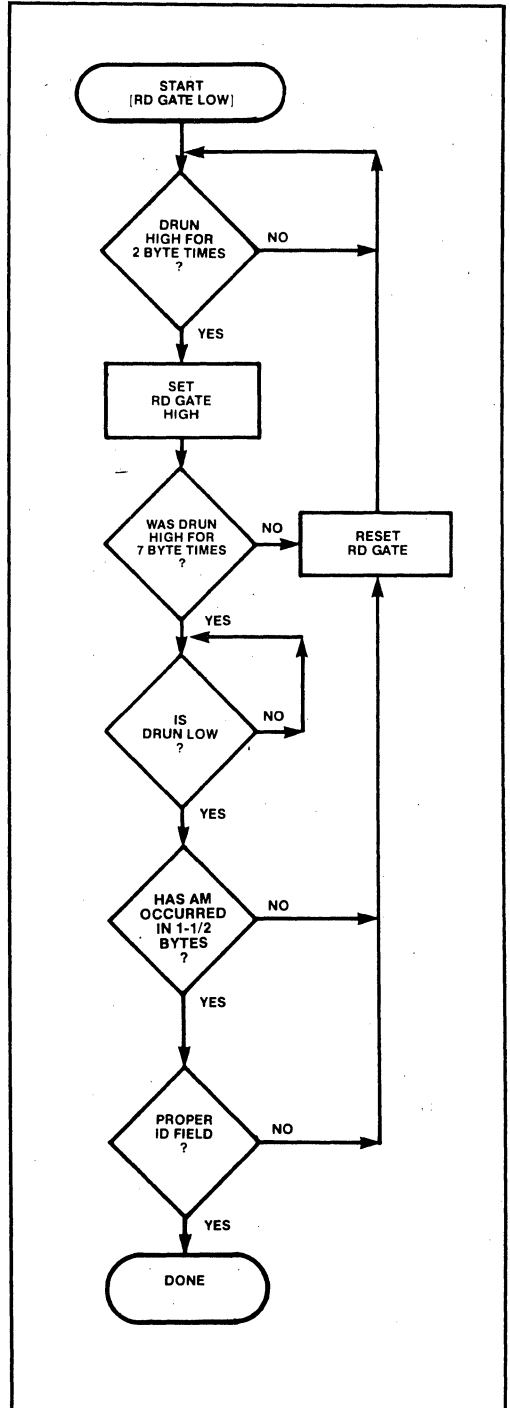 START
[RD GATE LOW]
DRUN
HIGH FOR
2 BYTE TIMES
?
NO
YES
SET
RD GATE
HIGH
WAS DRUN
HIGH FOR
7 BYTE TIMES
?
NO
RESET
RD GATE
YES
IS
DRUN LOW
?
NO
YES
HAS AM
OCCURRED
IN 1-1/2
BYTES
?
NO
YES
PROPER
ID FIELD
?
NO
YES
DONE